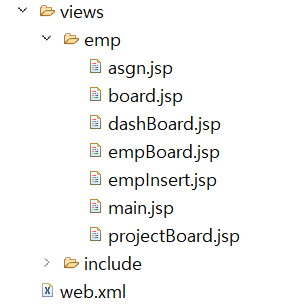 views
emp
asgn.jsp
board.jsp
dashBoard.jsp
empBoard.jsp
empInsert.jsp
main.jsp
projectBoard.jsp
include
web.xml